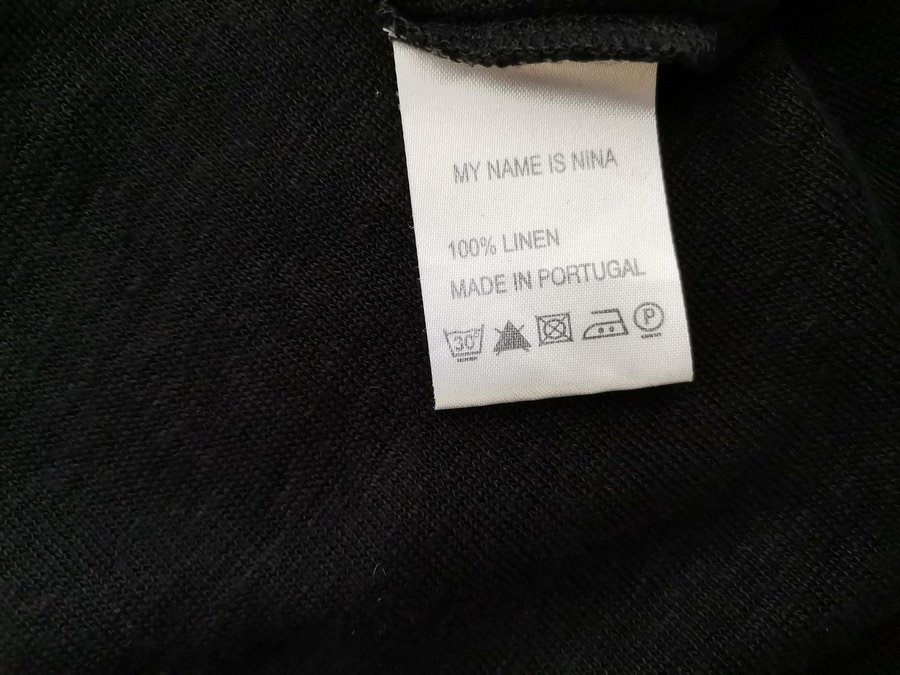 MY NAME IS NINA
100% LINEN
MADE IN PORTUGAL
30° P